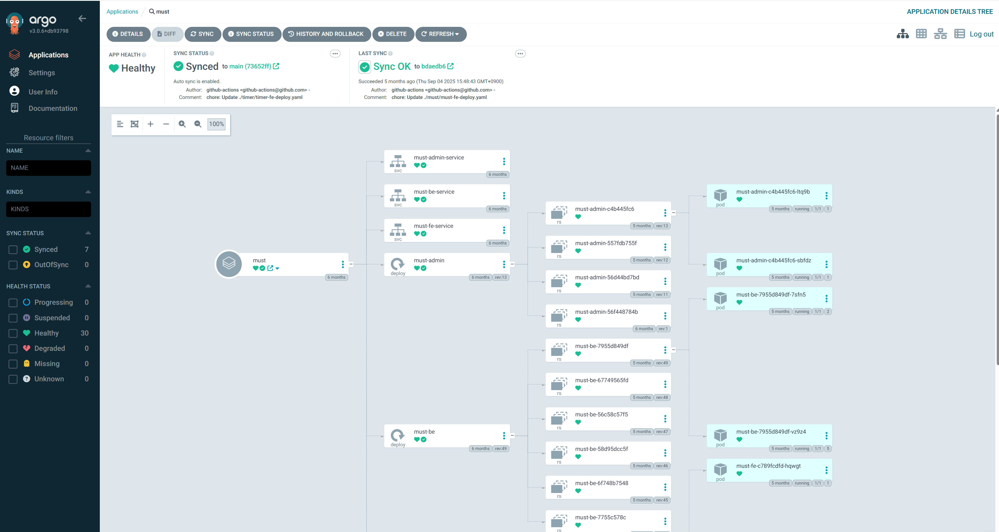 argo
v3.0.6+db93798
Applications
Settings
User Info
Documentation
Resource filters
NAME
NAME
KINDS
KINDS
SYNC STATUS
Synced 7
OutOfSync 0
HEALTH STATUS
Progressing 0
Suspended 0
Healthy 30
Degraded 0
Missing 0
Unknown 0
Applications / must
APPLICATION DETAILS TREE
DETAILS DIFF SYNC SYNC STATUS HISTORY AND ROLLBACK DELETE REFRESH
Log out
APP HEALTH
Healthy
SYNC STATUS
Synced to main (73652ff)
Auto sync is enabled.
Author: github-actions <github-actions@github.com> -
Comment: chore: Update ./timer/timer-fe-deploy.yaml
LAST SYNC
Sync OK to bdaedb6
Succeeded 5 months ago (Thu Sep 04 2025 15:48:43 GMT+0900)
Author: github-actions <github-actions@github.com> -
Comment: chore: Update ./must/must-fe-deploy.yaml
100%
must
6 months
must-admin-service
svc
6 months
must-be-service
svc
6 months
must-fe-service
svc
6 months
must-admin
deploy
6 months rev:13
must-be
deploy
6 months rev:49
must-admin-c4b445fc6
rs
5 months rev:13
must-admin-557fdb755f
rs
5 months rev:12
must-admin-56d44bd7bd
rs
5 months rev:11
must-admin-56f448784b
rs
6 months rev:1
must-be-7955d849df
rs
5 months rev:49
must-be-67749565fd
rs
5 months rev:48
must-be-56c58c57f5
rs
5 months rev:47
must-be-58d95dcc5f
rs
5 months rev:46
must-be-6f748b7548
rs
5 months rev:45
must-be-7755c578c
rs
must-admin-c4b445fc6-ltq9b
pod
5 months running 1/1 1
must-admin-c4b445fc6-sbfdz
pod
5 months running 1/1 1
must-be-7955d849df-7sfn5
pod
5 months running 1/1 2
must-be-7955d849df-vz9z4
pod
5 months running 1/1 5
must-fe-c789fcdfd-hqwgt
pod
5 months running 1/1 1